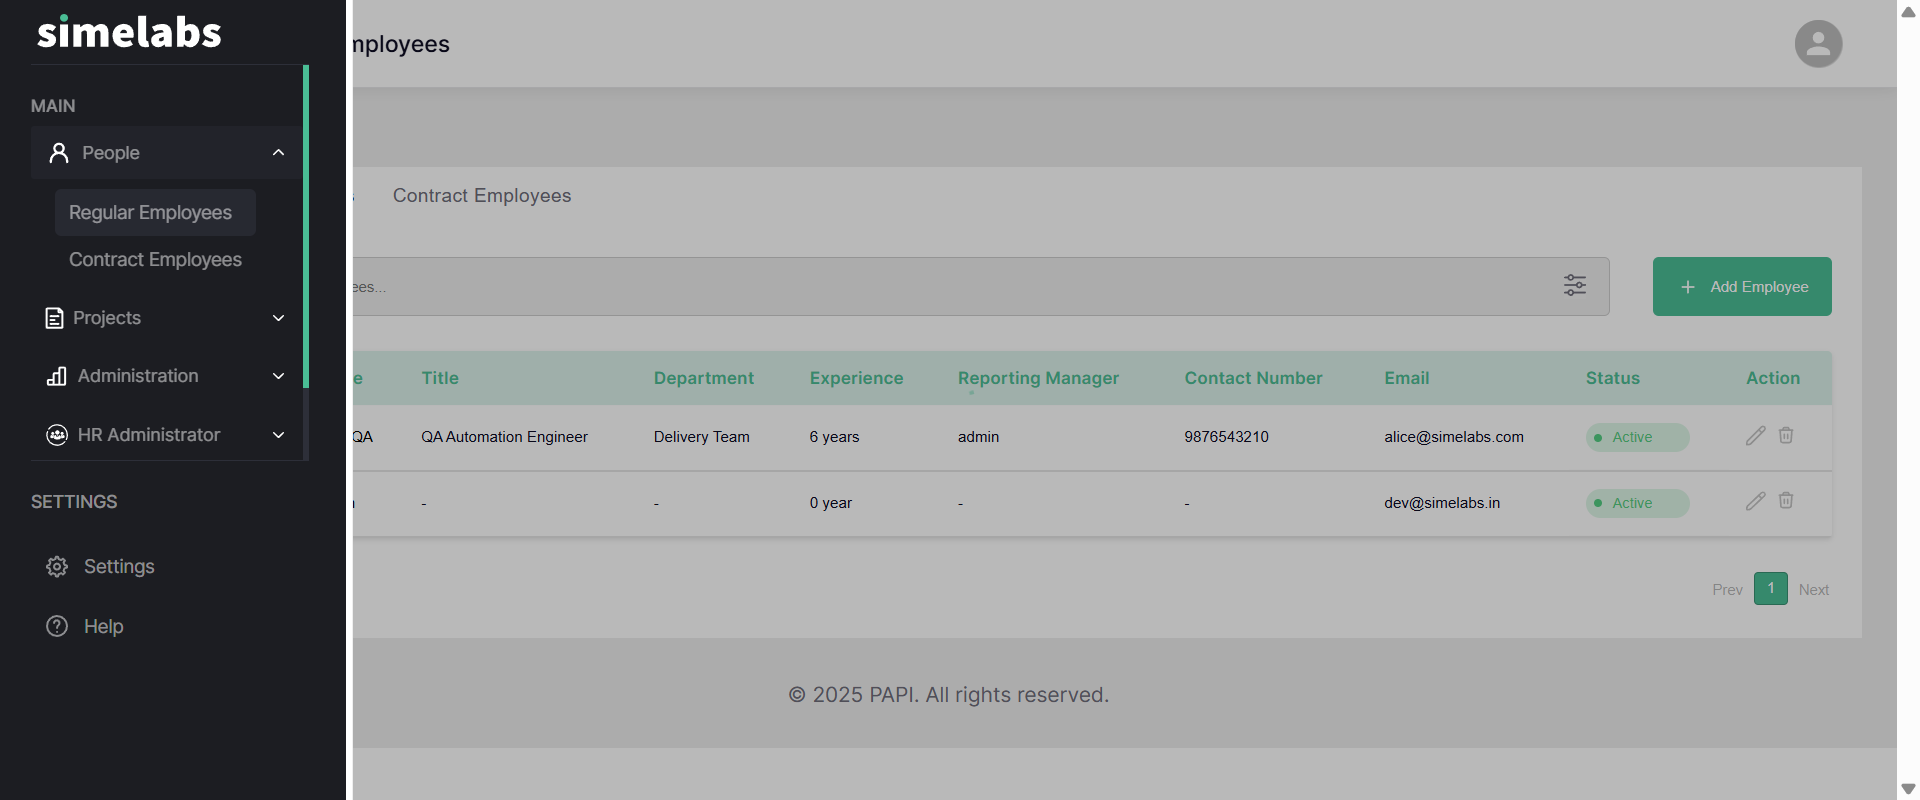 simelabs
MAIN
People
Regular Employees
Contract Employees
Projects
Administration
HR Administrator
SETTINGS
Settings
Help
mployees
Contract Employees
ees...
+ Add Employee
e Title Department Experience Reporting Manager Contact Number Email Status Action
QA QA Automation Engineer Delivery Team 6 years admin 9876543210 alice@simelabs.com Active
- - 0 year - - dev@simelabs.in Active
Prev 1 Next
© 2025 PAPI. All rights reserved.